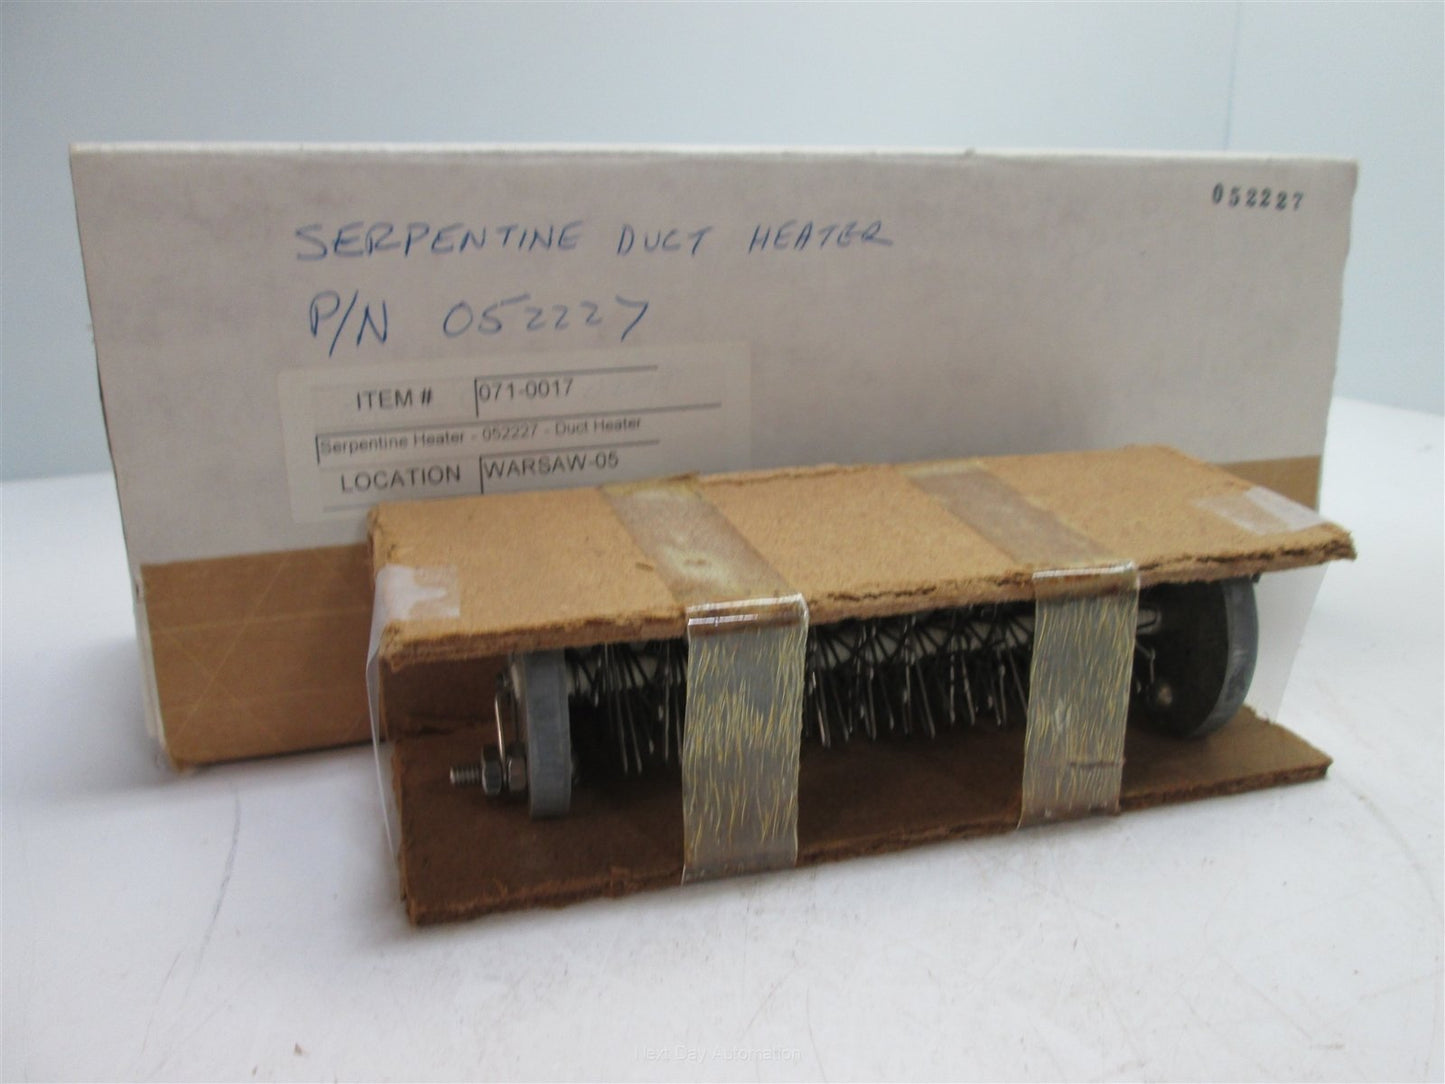 052227
SERPENTINE DUCT HEATER
P/N 052227
ITEM # 071-0017
Serpentine Heater - 052227 - Duct Heater
LOCATION WARSAW-05
Next Day Automation